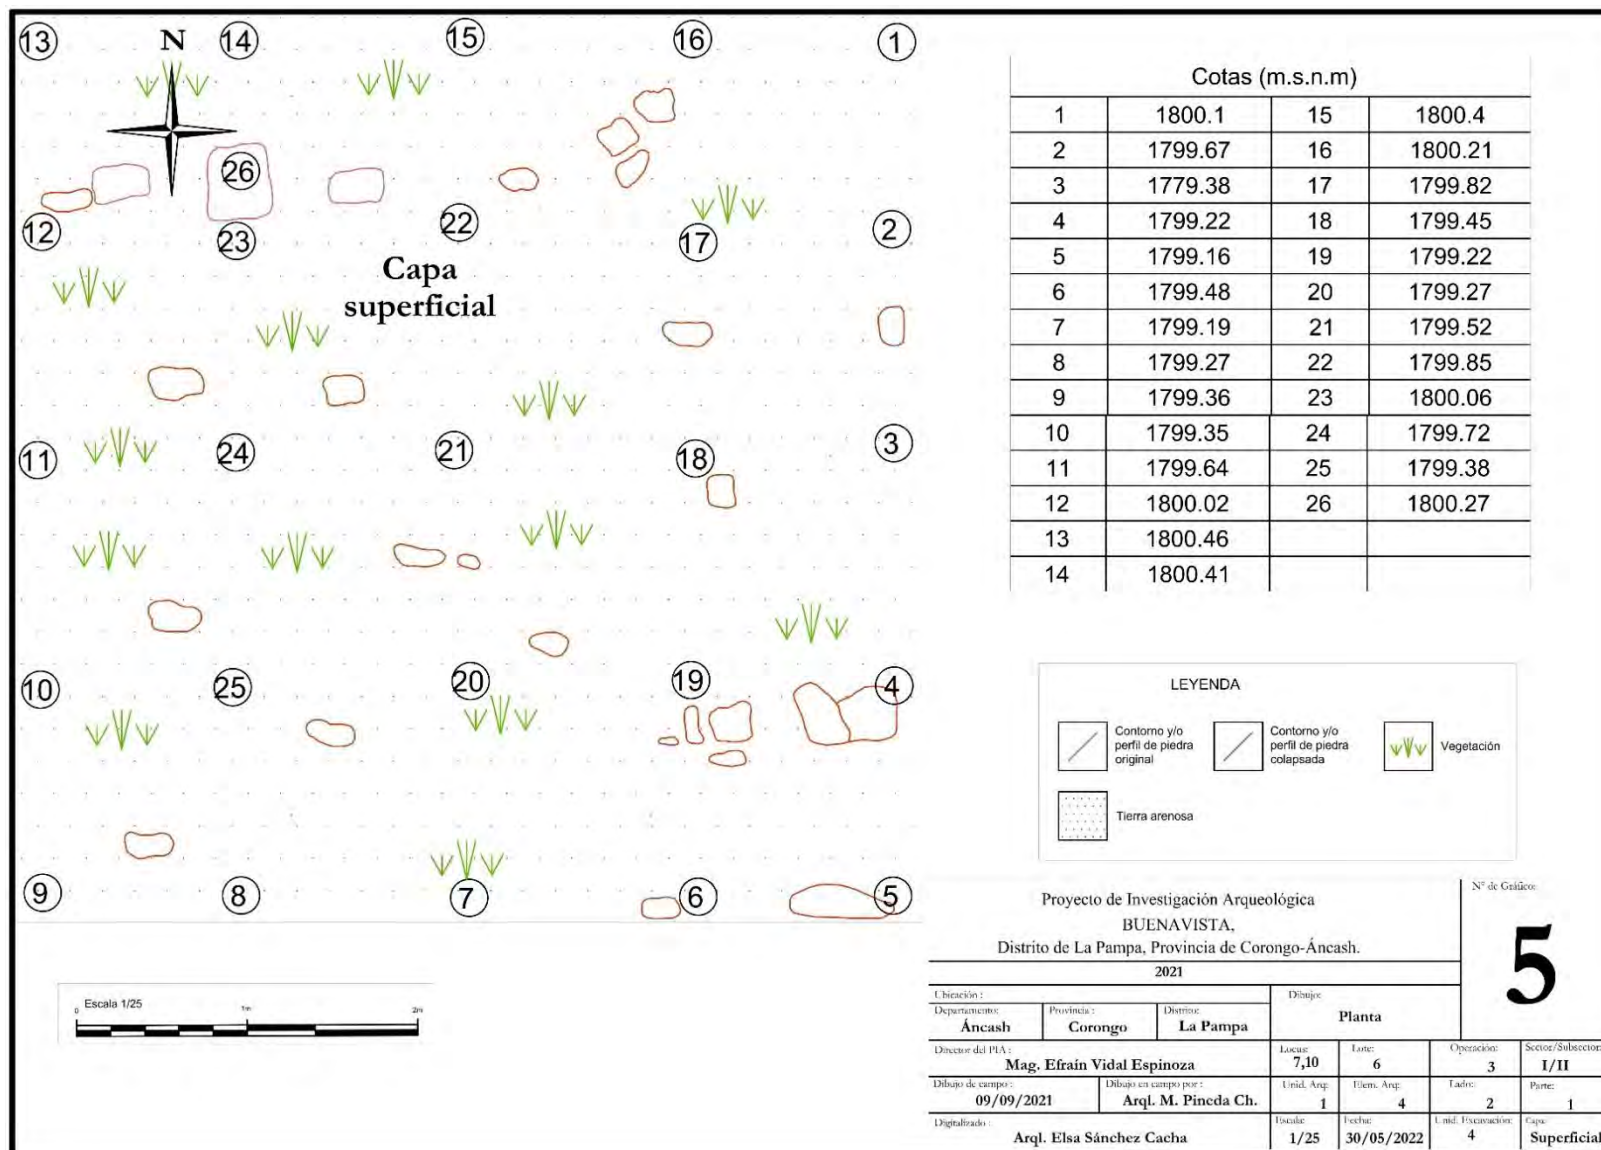 13 N 14 15 16 1
26
12 23 22 17 2
Capa
superficial
11 24 21 18 3
10 25 20 19 4
9 8 7 6 5
Escala 1/25
0 1m 2m
Cotas (m.s.n.m)
1 1800.1 15 1800.4
2 1799.67 16 1800.21
3 1779.38 17 1799.82
4 1799.22 18 1799.45
5 1799.16 19 1799.22
6 1799.48 20 1799.27
7 1799.19 21 1799.52
8 1799.27 22 1799.85
9 1799.36 23 1800.06
10 1799.35 24 1799.72
11 1799.64 25 1799.38
12 1800.02 26 1800.27
13 1800.46
14 1800.41
LEYENDA
Contorno y/o
perfil de piedra
original
Contorno y/o
perfil de piedra
colapsada
Vegetación
Tierra arenosa
Proyecto de Investigación Arqueológica
BUENAVISTA,
Distrito de La Pampa, Provincia de Corongo-Áncash.
2021
N° de Gráfico:
5
Ubicación :
Departamento: Provincia : Distrito:
Áncash Corongo La Pampa
Dibujo:
Planta
Director del PIA :
Mag. Efraín Vidal Espinoza
Locus: Lote: Operación: Sector/Subsector:
7,10 6 3 I/II
Dibujo de campo : Dibujo en campo por :
09/09/2021 Arql. M. Pineda Ch.
Unid. Arq: Elem. Arq: Lado: Parte:
1 4 2 1
Digitalizado :
Arql. Elsa Sánchez Cacha
Escala: Fecha: Unid. Excavación: Capa:
1/25 30/05/2022 4 Superficial